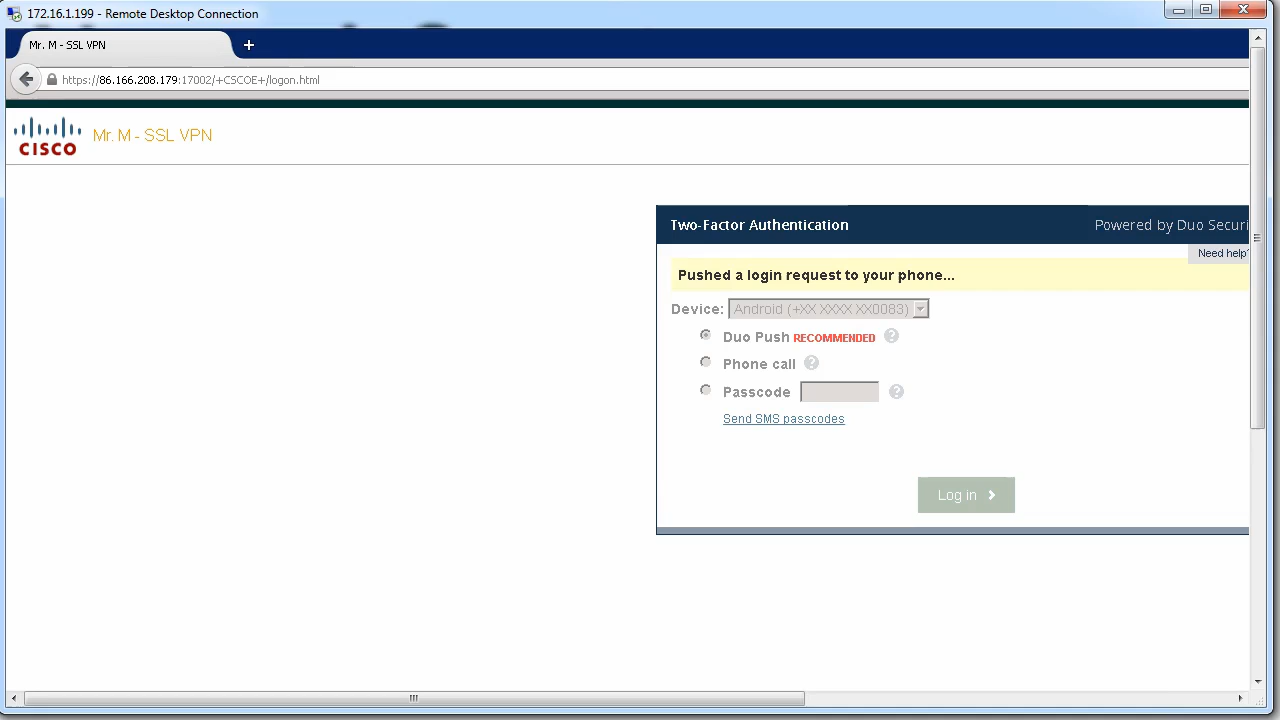 172.16.1.199 - Remote Desktop Connection
Mr. M - SSL VPN
https://86.166.208.179:17002/+CSCOE+/logon.html
CISCO
Mr. M - SSL VPN
Two-Factor Authentication
Powered by Duo Securi
Need help?
Pushed a login request to your phone...
Device: Android (+XX XXXX XX0083)
Duo Push RECOMMENDED ?
Phone call ?
Passcode ?
Send SMS passcodes
Log in